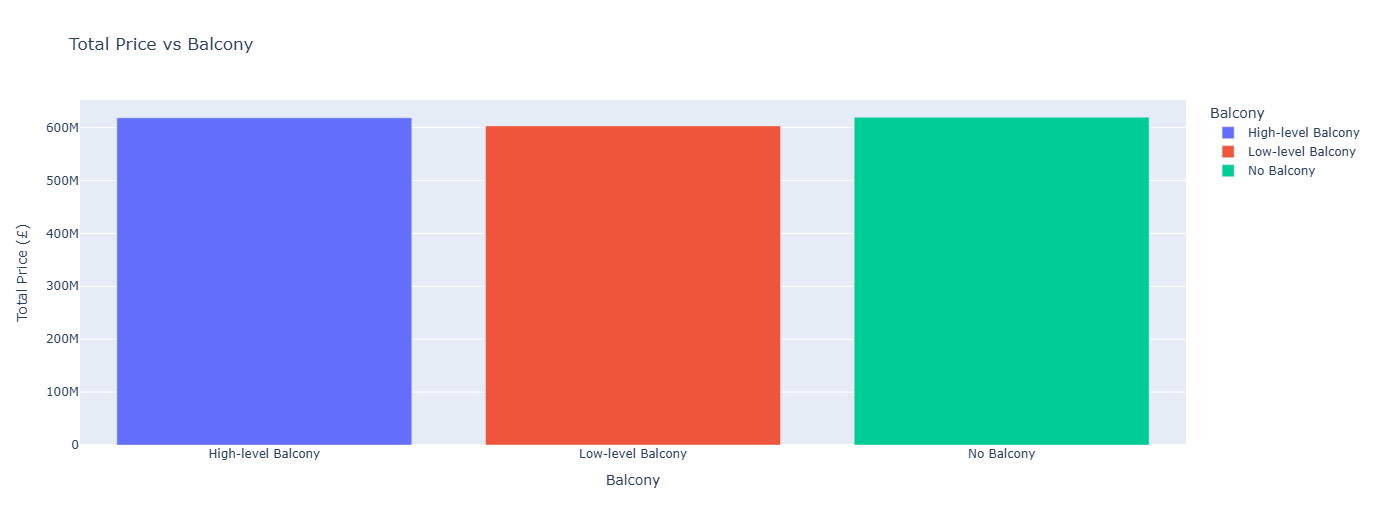 Total Price vs Balcony
Total Price (£)
600M
500M
400M
300M
200M
100M
0
High-level Balcony
Low-level Balcony
No Balcony
Balcony
Balcony
High-level Balcony
Low-level Balcony
No Balcony